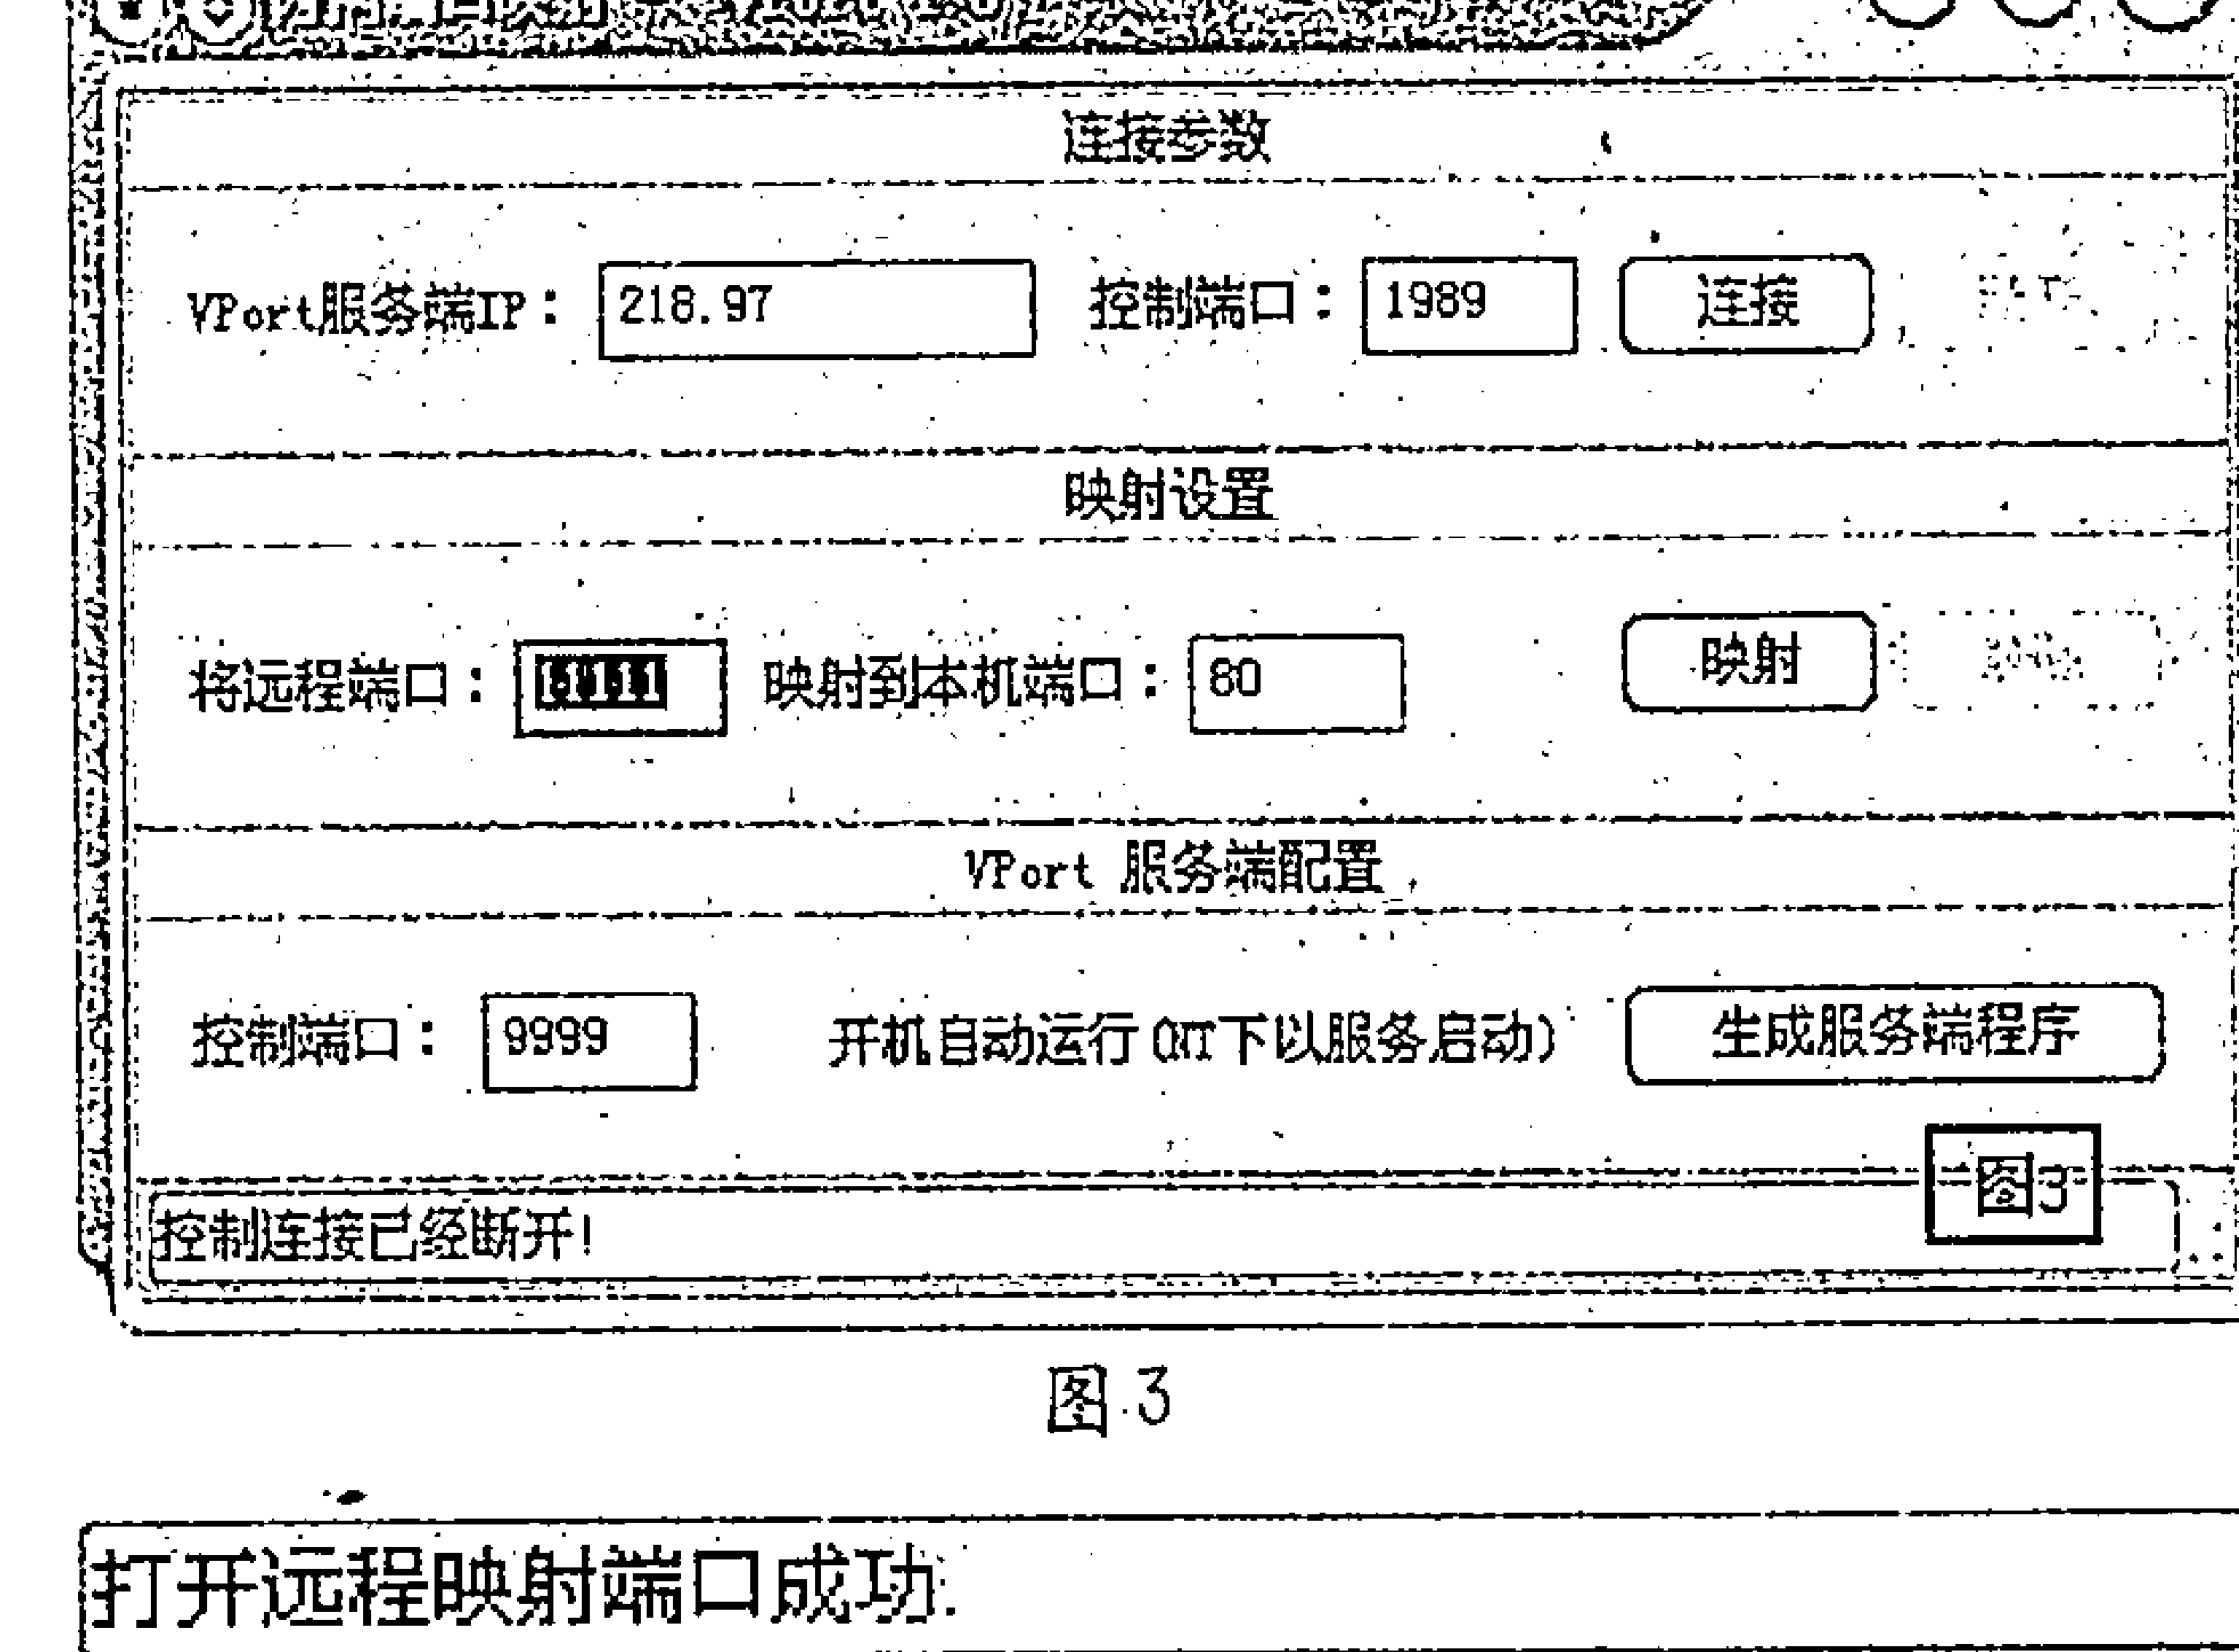 连接参数
VPort服务端IP： 218.97 控制端口： 1989 连接
映射设置
将远程端口： 映射到本机端口： 80 映射
VPort 服务端配置
控制端口： 9999 开机自动运行(NT下以服务启动) 生成服务端程序
图3
控制连接已经断开!
图3
打开远程映射端口成功.